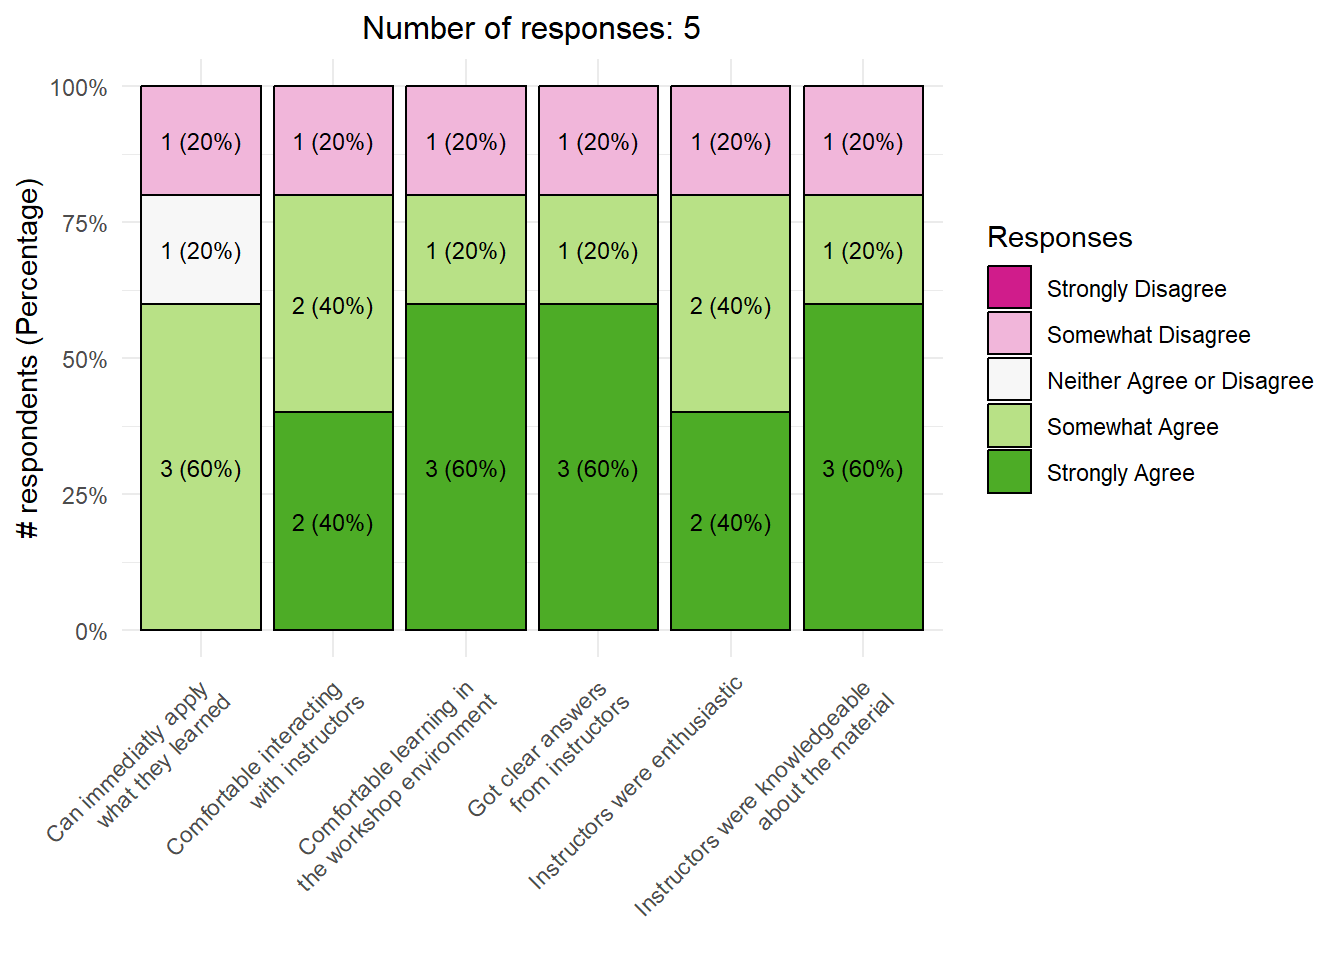 Number of responses: 5
# respondents (Percentage)
100%
75%
50%
25%
0%
1 (20%)
1 (20%)
1 (20%)
1 (20%)
1 (20%)
1 (20%)
1 (20%)
1 (20%)
1 (20%)
1 (20%)
2 (40%)
2 (40%)
3 (60%)
3 (60%)
3 (60%)
3 (60%)
2 (40%)
2 (40%)
Can immediatly apply
what they learned
Comfortable interacting
with instructors
Comfortable learning in
the workshop environment
Got clear answers
from instructors
Instructors were enthusiastic
Instructors were knowledgeable
about the material
Responses
Strongly Disagree
Somewhat Disagree
Neither Agree or Disagree
Somewhat Agree
Strongly Agree